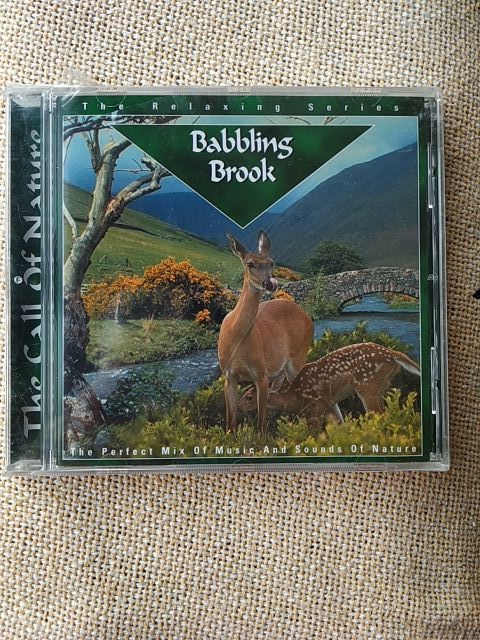 The Relaxing Series
Babbling
Brook
The Call Of Nature
The Perfect Mix Of Music And Sounds Of Nature